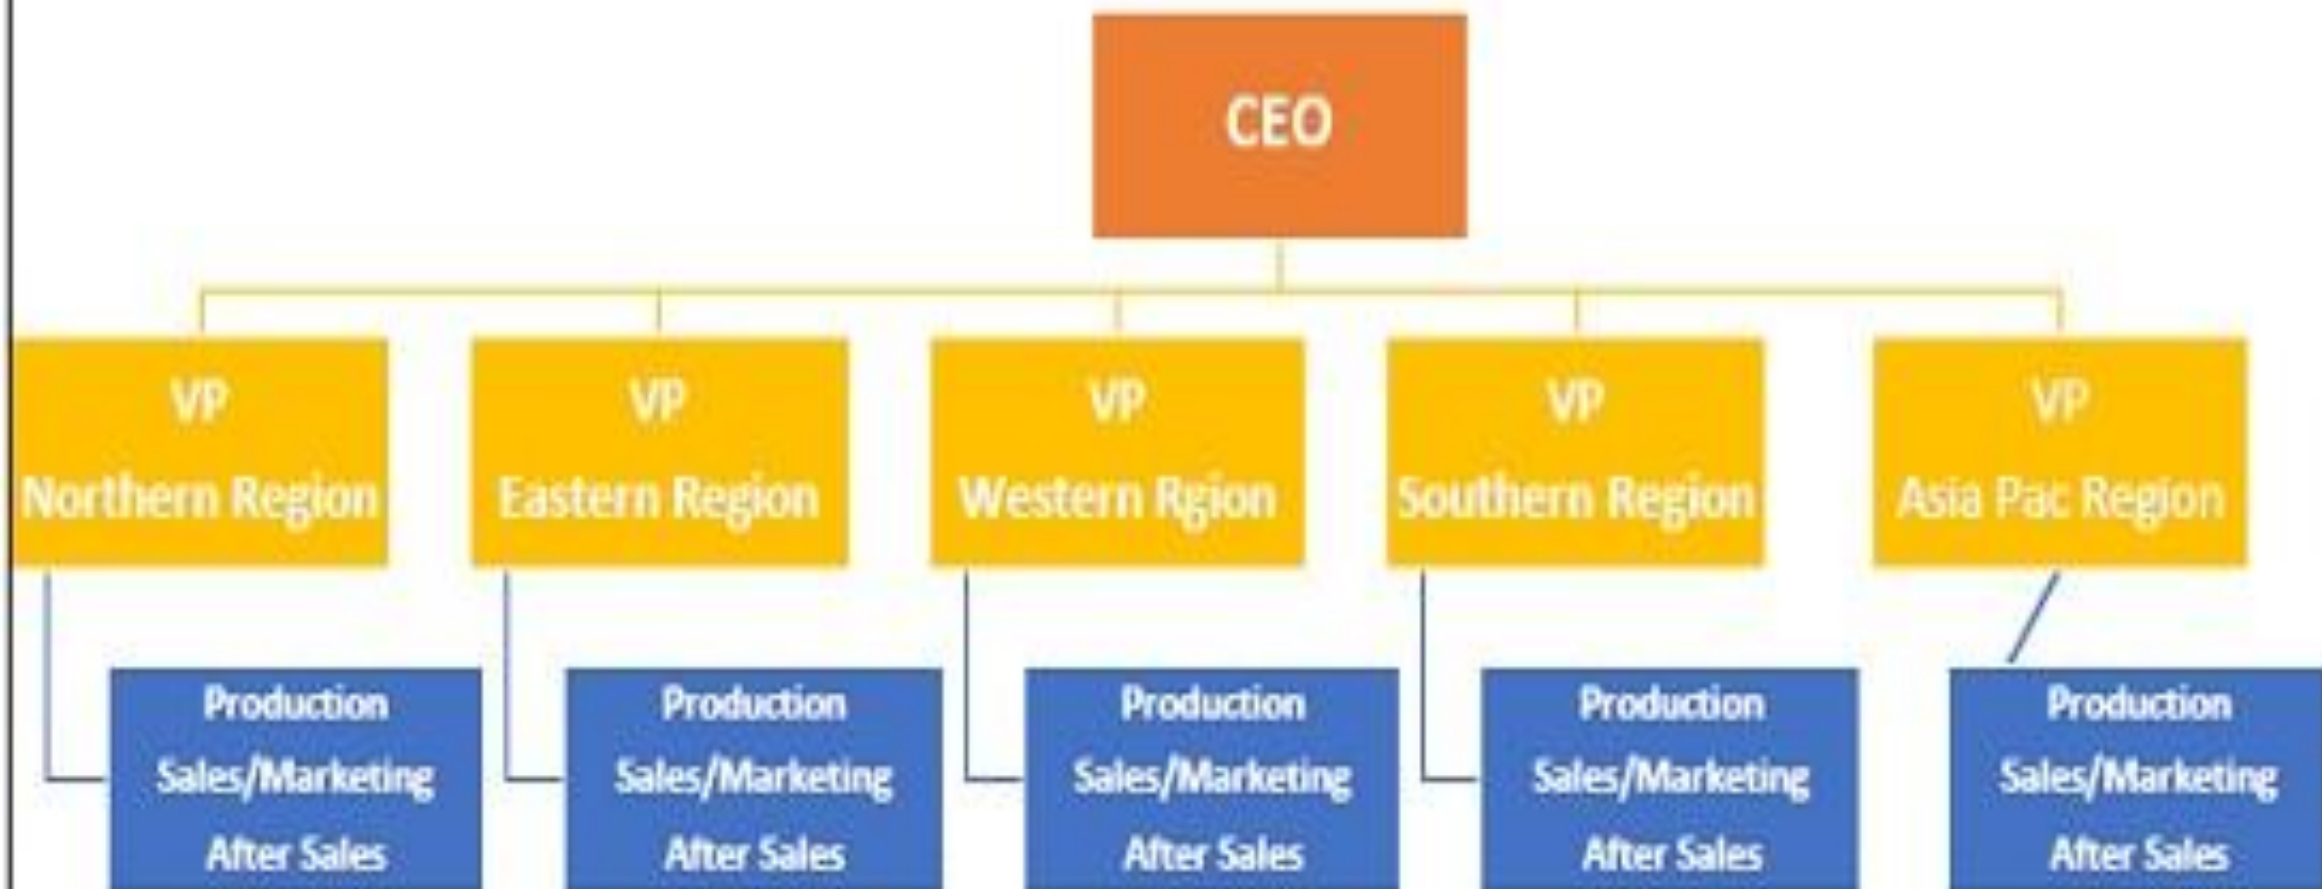 CEO
VP
Northern Region
VP
Eastern Region
VP
Western Rgion
VP
Southern Region
VP
Asia Pac Region
Production
Sales/Marketing
After Sales
Production
Sales/Marketing
After Sales
Production
Sales/Marketing
After Sales
Production
Sales/Marketing
After Sales
Production
Sales/Marketing
After Sales